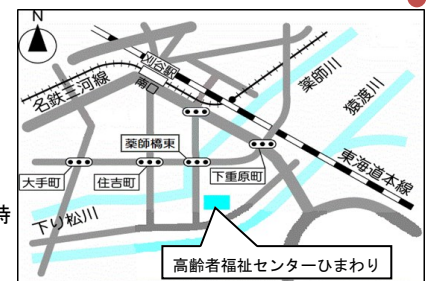 N
刈谷駅
南口
名鉄三河線
薬師川
猿渡川
薬師橋東
東海道本線
大手町
住吉町
下重原町
時
下り松川
高齢者福祉センターひまわり